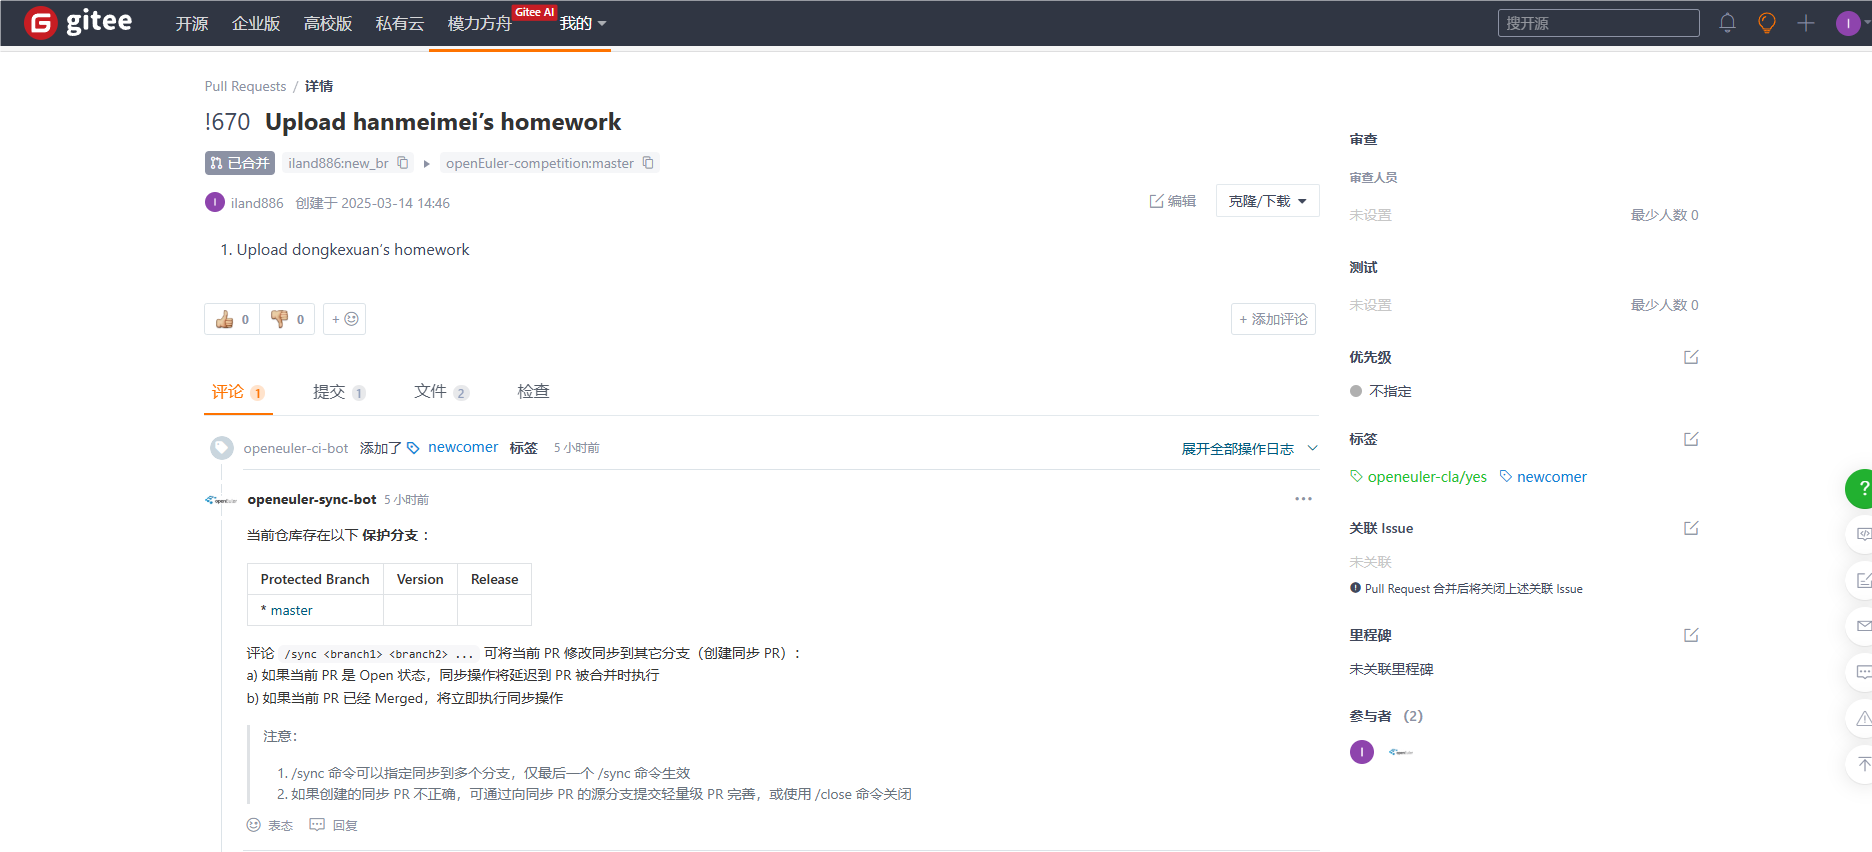 gitee
开源 企业版 高校版 私有云 模力方舟 Gitee AI 我的
搜开源
I
Pull Requests / 详情
!670 Upload hanmeimei’s homework
已合并 iland886:new_br openEuler-competition:master
I iland886 创建于 2025-03-14 14:46
编辑 克隆/下载
1. Upload dongkexuan’s homework
0 0 +
+ 添加评论
评论 1 提交 1 文件 2 检查
openeuler-ci-bot 添加了 newcomer 标签 5 小时前
展开全部操作日志
openeuler-sync-bot 5 小时前
当前仓库存在以下 保护分支：
Protected Branch Version Release
* master
评论 /sync <branch1> <branch2> ... 可将当前 PR 修改同步到其它分支（创建同步 PR）：
a) 如果当前 PR 是 Open 状态，同步操作将延迟到 PR 被合并时执行
b) 如果当前 PR 已经 Merged，将立即执行同步操作
注意：
1. /sync 命令可以指定同步到多个分支，仅最后一个 /sync 命令生效
2. 如果创建的同步 PR 不正确，可通过向同步 PR 的源分支提交轻量级 PR 完善，或使用 /close 命令关闭
表态 回复
审查
审查人员
未设置 最少人数 0
测试
未设置 最少人数 0
优先级
不指定
标签
openeuler-cla/yes newcomer
关联 Issue
未关联
Pull Request 合并后将关闭上述关联 Issue
里程碑
未关联里程碑
参与者 （2）
I
?